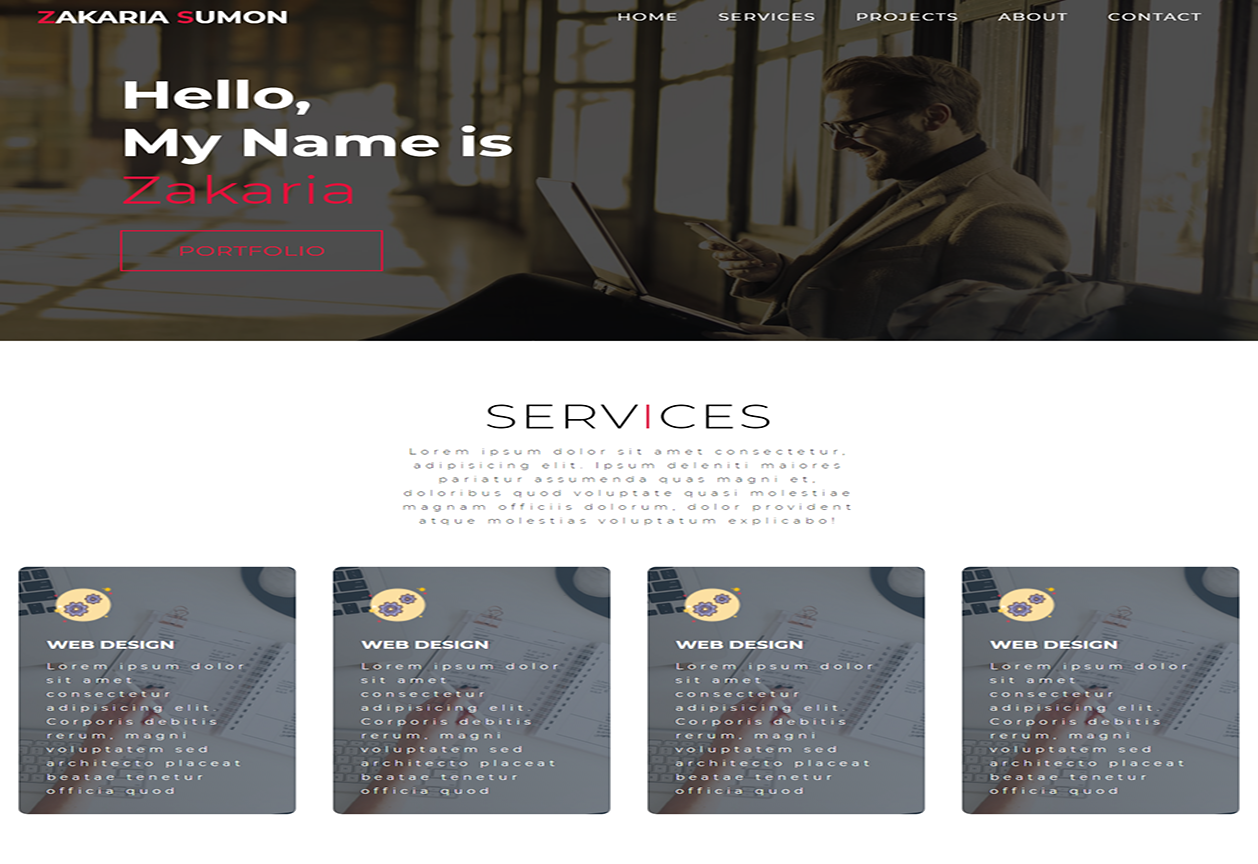 ZAKARIA SUMON
HOME SERVICES PROJECTS ABOUT CONTACT
Hello,
My Name is
Zakaria
PORTFOLIO
SERVICES
Lorem ipsum dolor sit amet consectetur,
adipisicing elit. Ipsum deleniti maiores
pariatur assumenda quas magni et,
doloribus quod voluptate quasi molestiae
magnam officiis dolorum, dolor provident
atque molestias voluptatum explicabo!
WEB DESIGN
Lorem ipsum dolor
sit amet
consectetur
adipisicing elit.
Corporis debitis
rerum, magni
voluptatem sed
architecto placeat
beatae tenetur
officia quod
WEB DESIGN
Lorem ipsum dolor
sit amet
consectetur
adipisicing elit.
Corporis debitis
rerum, magni
voluptatem sed
architecto placeat
beatae tenetur
officia quod
WEB DESIGN
Lorem ipsum dolor
sit amet
consectetur
adipisicing elit.
Corporis debitis
rerum, magni
voluptatem sed
architecto placeat
beatae tenetur
officia quod
WEB DESIGN
Lorem ipsum dolor
sit amet
consectetur
adipisicing elit.
Corporis debitis
rerum, magni
voluptatem sed
architecto placeat
beatae tenetur
officia quod